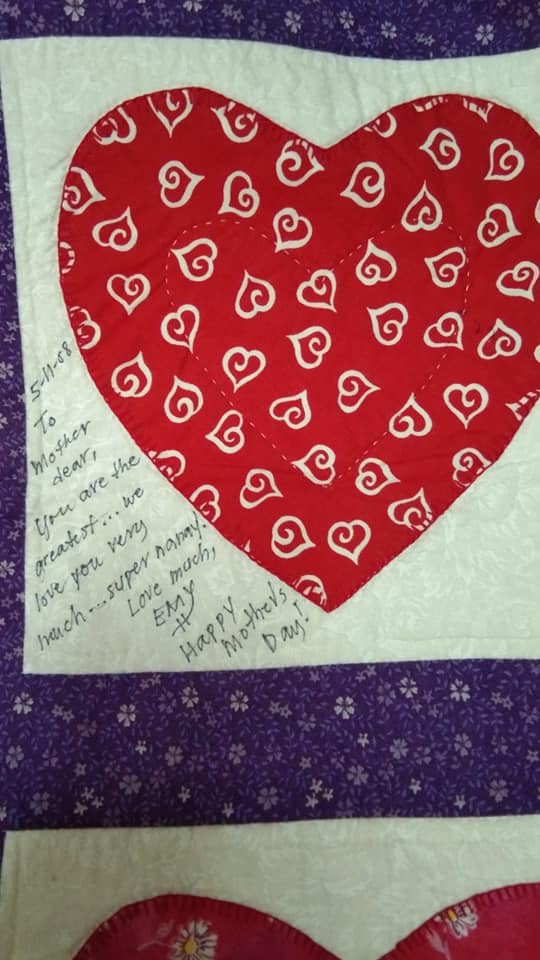 5-11-08
To
Mother
dear,
You are the
greatest... we
love you very
much... super nanay.
Love much,
EMY
Happy
Mother's
Day!